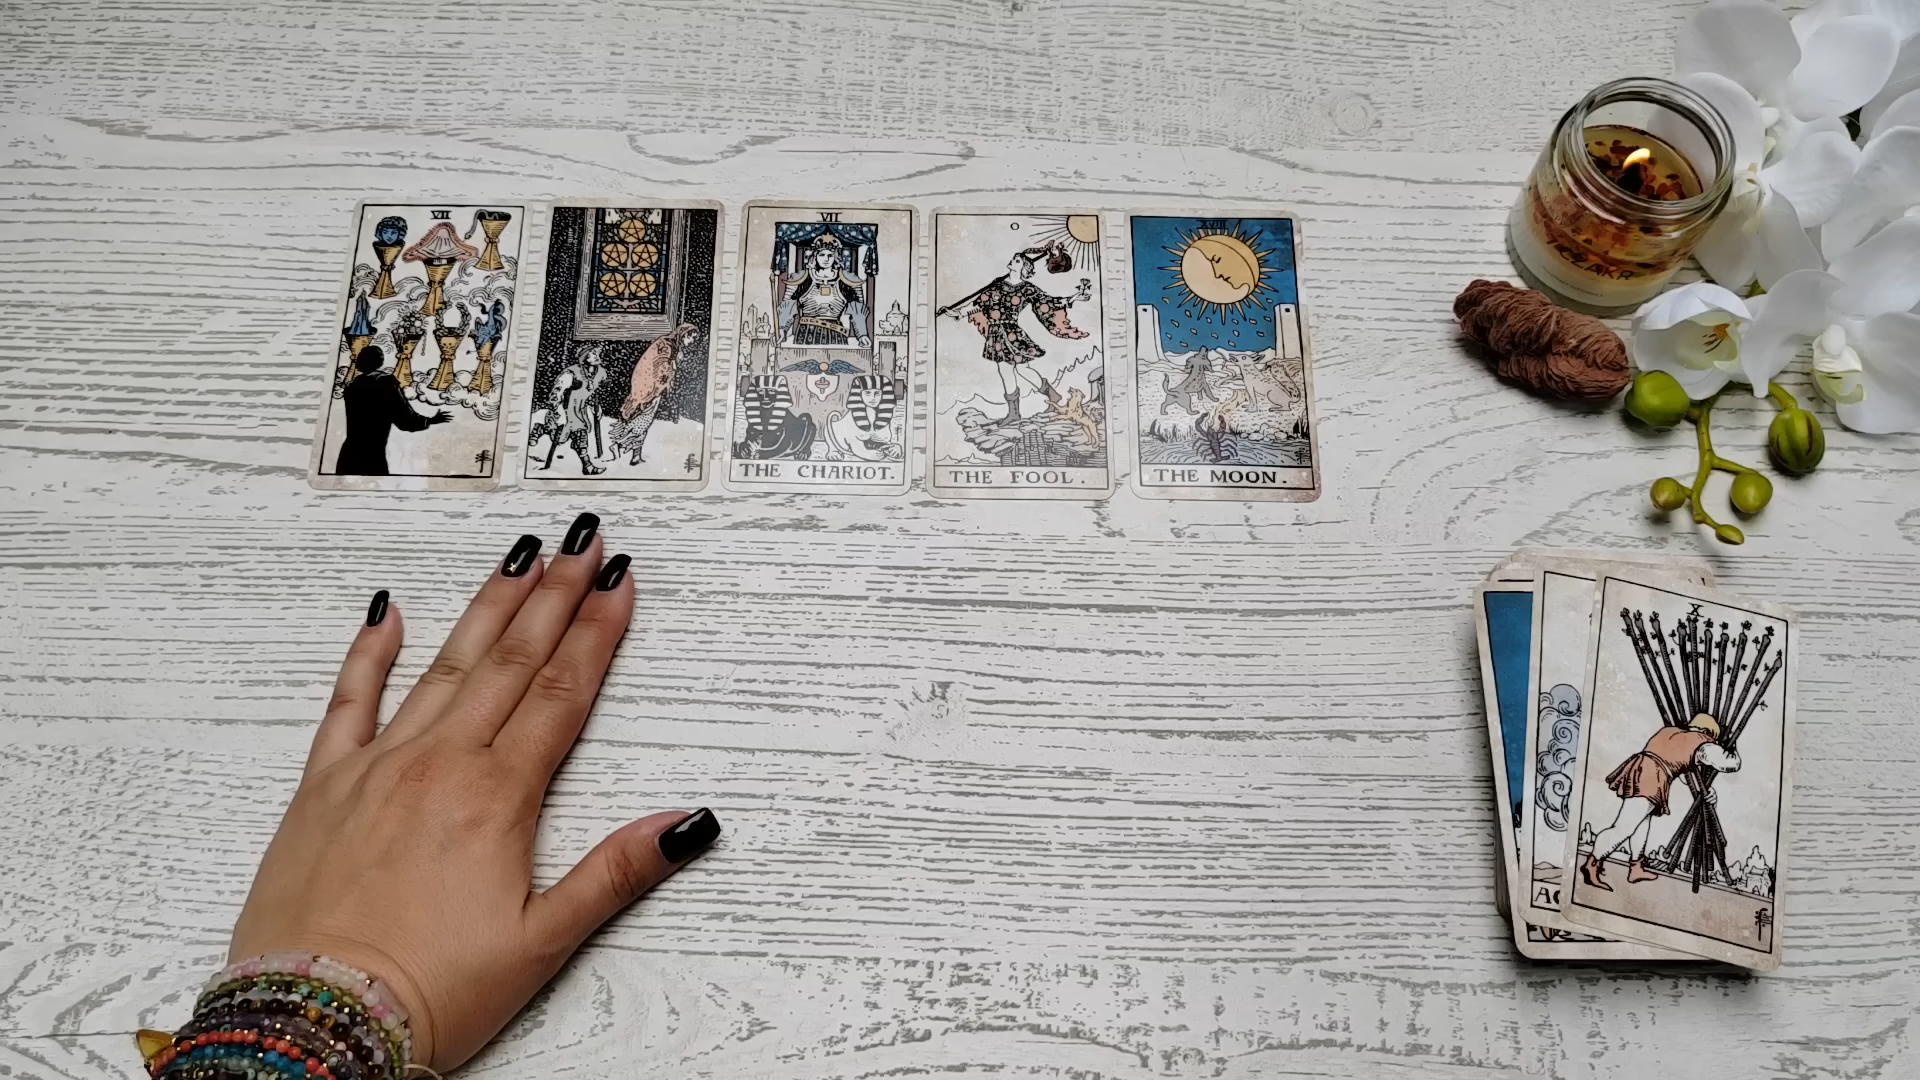 VII
VII
THE CHARIOT.
0
THE FOOL.
XVIII
THE MOON.
X